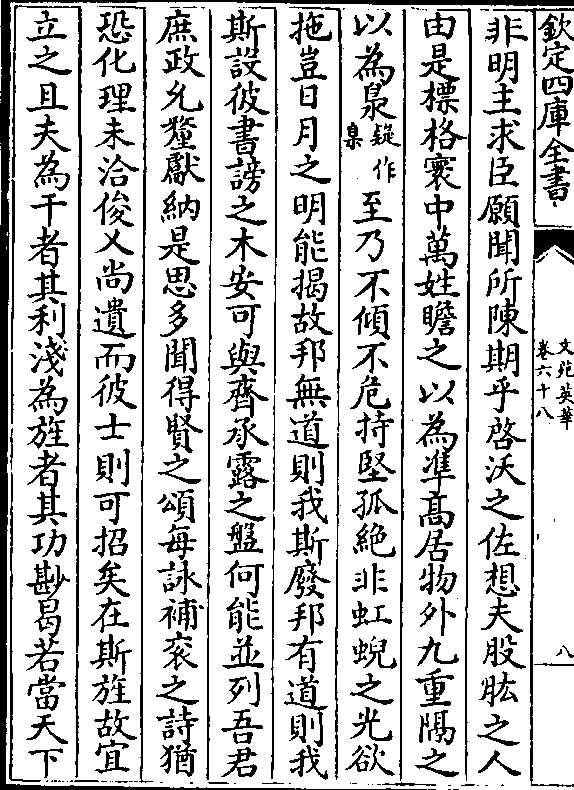 欽定四庫全書
文苑英華
卷六十八
八
非明主求臣願聞所陳期乎啓沃之佐想夫股肱之人
由是標格寰中萬姓瞻之以為準高居物外九重隔之
以為臬疑作臬至乃不傾不危持堅孤絶非虹蜺之光欲
拖豈日月之明能揭故邦無道則我斯廢邦有道則我
斯設彼書謗之木安可與齊承露之盤何能並列吾君
庶政允釐獻納是思多聞得賢之頌每詠補衮之詩猶
恐化理未洽俊乂尚遺而彼士則可招矣在斯旌故宜
立之且夫為干者其利淺為旌者其功尠曷若當天下